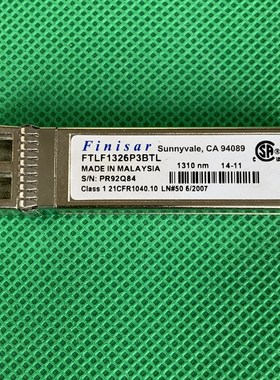 Finisar Sunnyvale, CA 94089
FTLF1326P3BTL
MADE IN MALAYSIA 1310 nm 14-11
S/N: PR92Q84
Class 1 21CFR1040.10 LN#50 6/2007